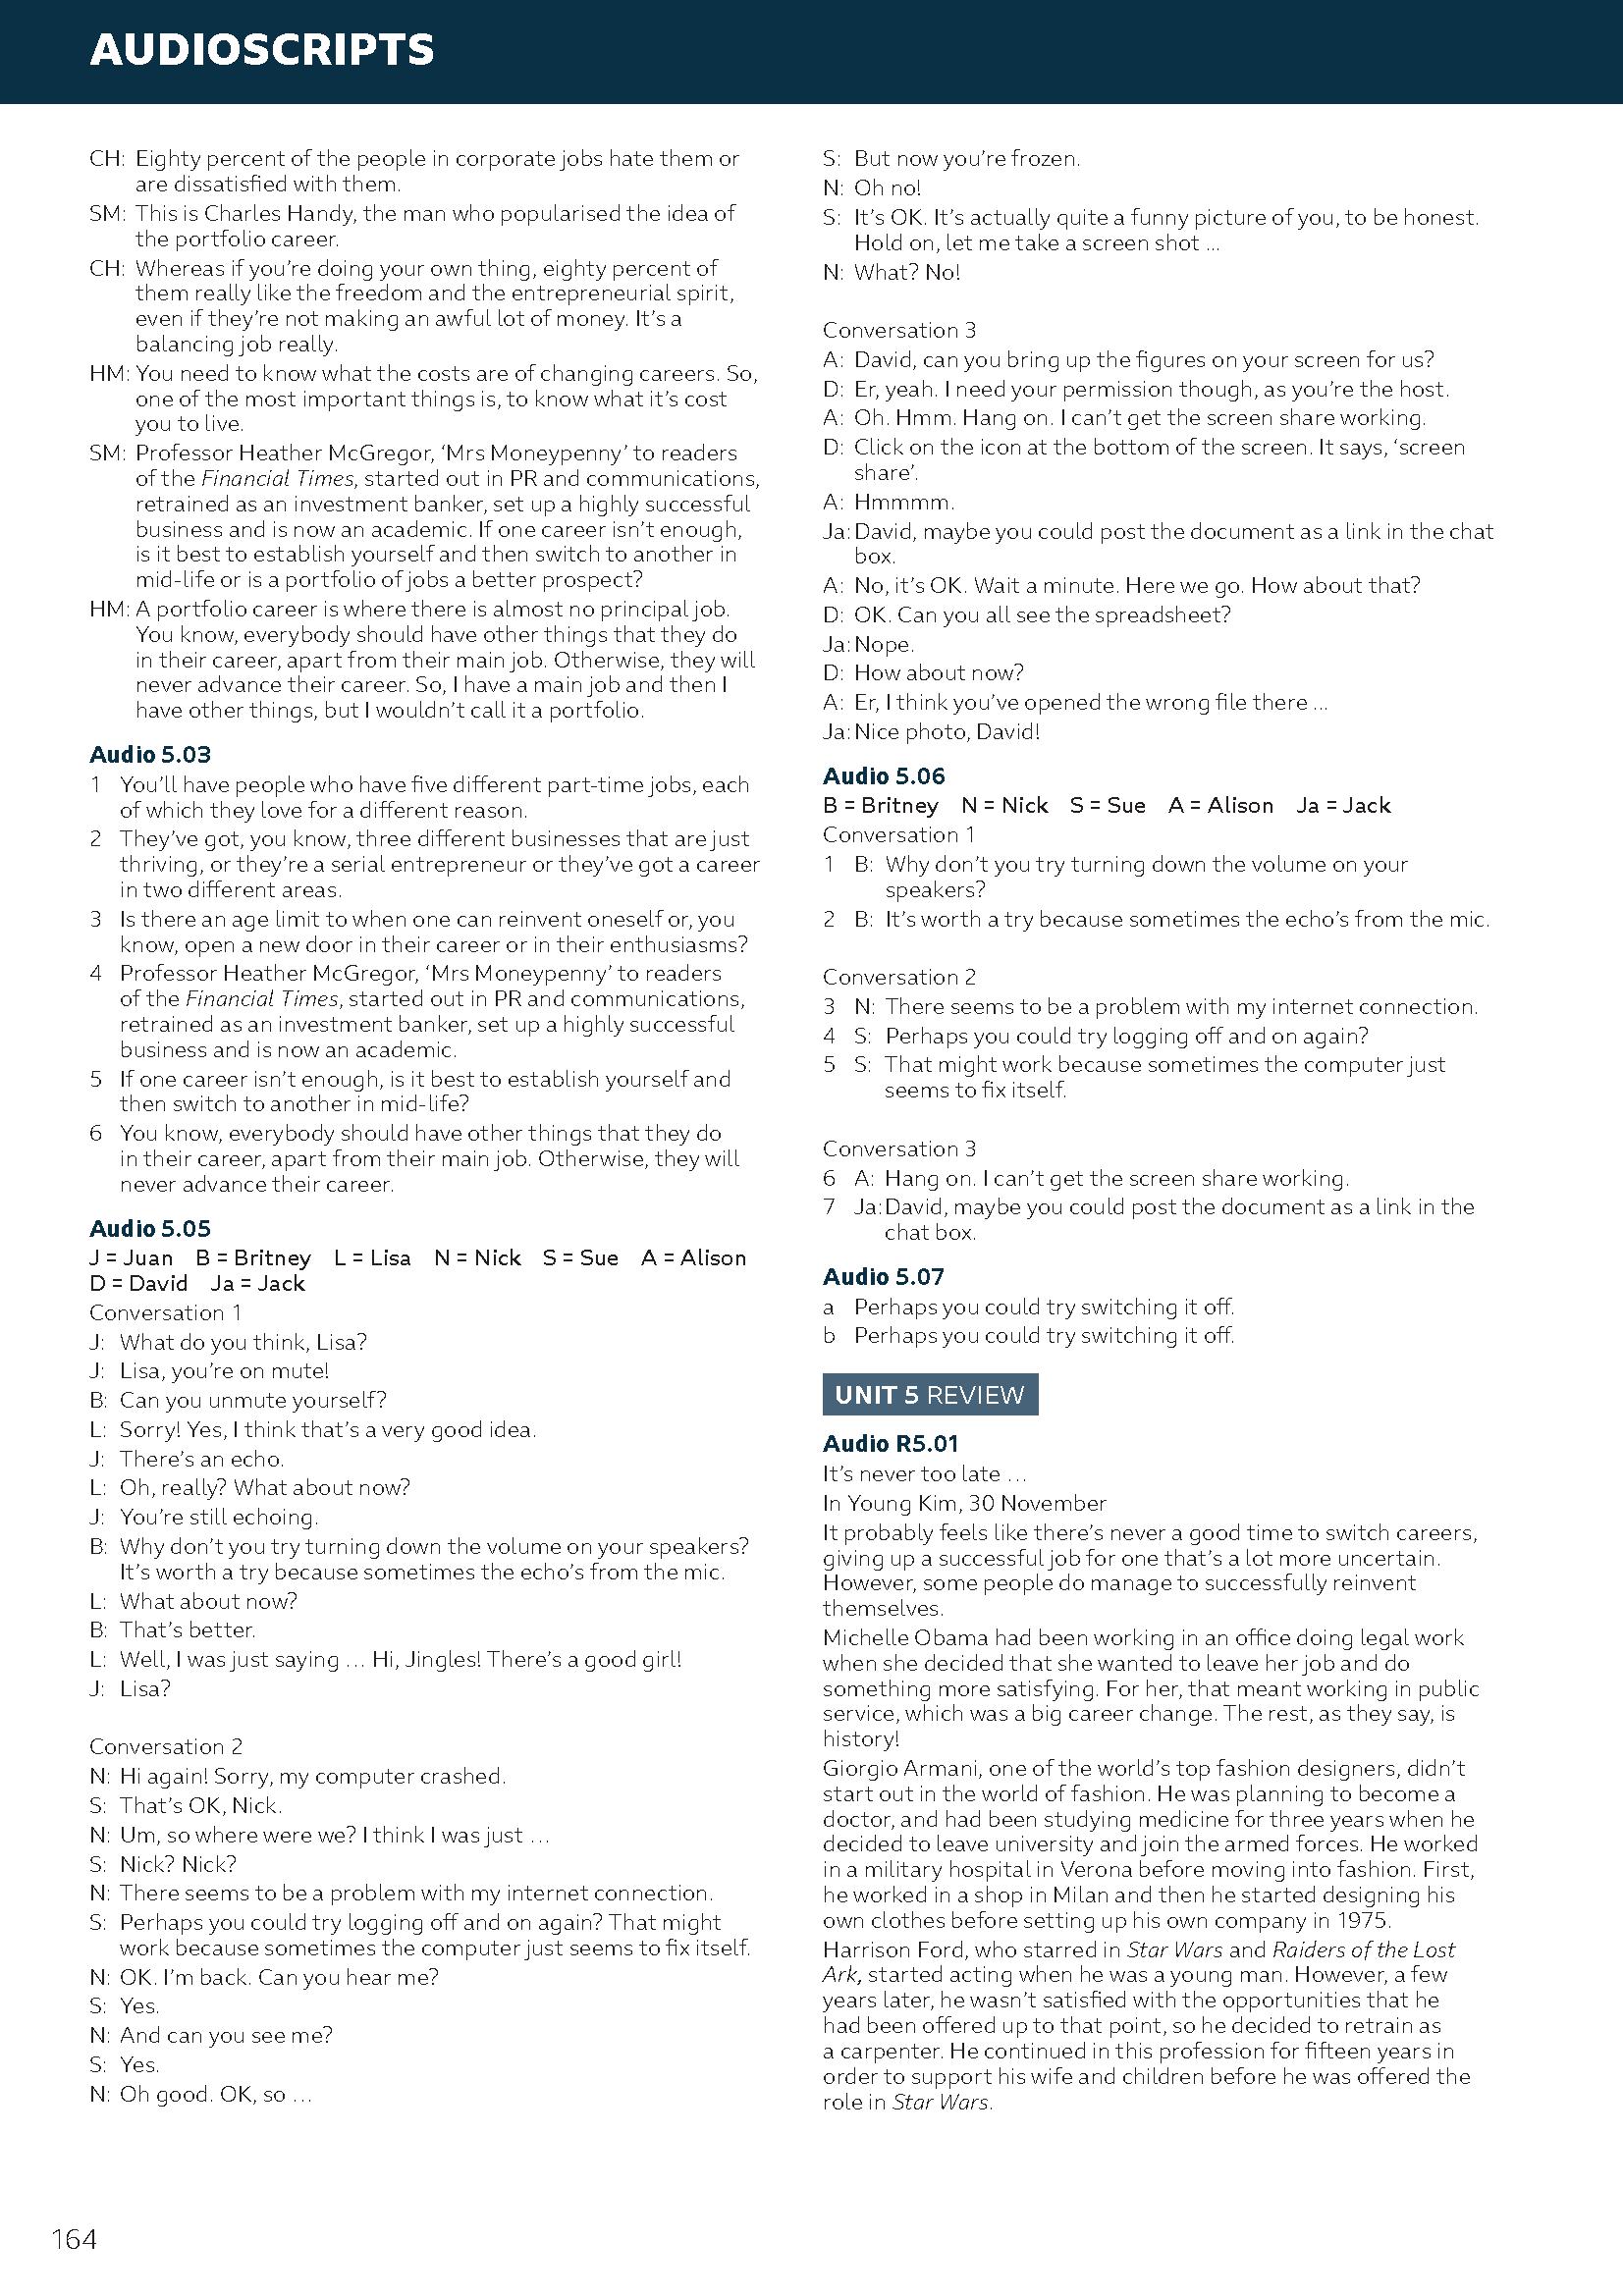 AUDIOSCRIPTS
CH: Eighty percent of the people in corporate jobs hate them or
are dissatisfied with them.
SM: This is Charles Handy, the man who popularised the idea of
the portfolio career.
CH: Whereas if you’re doing your own thing, eighty percent of
them really like the freedom and the entrepreneurial spirit,
even if they’re not making an awful lot of money. It’s a
balancing job really.
HM: You need to know what the costs are of changing careers. So,
one of the most important things is, to know what it’s cost
you to live.
SM: Professor Heather McGregor, ‘Mrs Moneypenny’ to readers
of the Financial Times, started out in PR and communications,
retrained as an investment banker, set up a highly successful
business and is now an academic. If one career isn’t enough,
is it best to establish yourself and then switch to another in
mid-life or is a portfolio of jobs a better prospect?
HM: A portfolio career is where there is almost no principal job.
You know, everybody should have other things that they do
in their career, apart from their main job. Otherwise, they will
never advance their career. So, I have a main job and then I
have other things, but I wouldn’t call it a portfolio.
Audio 5.03
1 You’ll have people who have five different part-time jobs, each
of which they love for a different reason.
2 They’ve got, you know, three different businesses that are just
thriving, or they’re a serial entrepreneur or they’ve got a career
in two different areas.
3 Is there an age limit to when one can reinvent oneself or, you
know, open a new door in their career or in their enthusiasms?
4 Professor Heather McGregor, ‘Mrs Moneypenny’ to readers
of the Financial Times, started out in PR and communications,
retrained as an investment banker, set up a highly successful
business and is now an academic.
5 If one career isn’t enough, is it best to establish yourself and
then switch to another in mid-life?
6 You know, everybody should have other things that they do
in their career, apart from their main job. Otherwise, they will
never advance their career.
Audio 5.05
J = Juan B = Britney L = Lisa N = Nick S = Sue A = Alison
D = David Ja = Jack
Conversation 1
J: What do you think, Lisa?
J: Lisa, you’re on mute!
B: Can you unmute yourself?
L: Sorry! Yes, I think that’s a very good idea.
J: There’s an echo.
L: Oh, really? What about now?
J: You’re still echoing.
B: Why don’t you try turning down the volume on your speakers?
It’s worth a try because sometimes the echo’s from the mic.
L: What about now?
B: That’s better.
L: Well, I was just saying … Hi, Jingles! There’s a good girl!
J: Lisa?
Conversation 2
N: Hi again! Sorry, my computer crashed.
S: That’s OK, Nick.
N: Um, so where were we? I think I was just …
S: Nick? Nick?
N: There seems to be a problem with my internet connection.
S: Perhaps you could try logging off and on again? That might
work because sometimes the computer just seems to fix itself.
N: OK. I’m back. Can you hear me?
S: Yes.
N: And can you see me?
S: Yes.
N: Oh good. OK, so …
S: But now you’re frozen.
N: Oh no!
S: It’s OK. It’s actually quite a funny picture of you, to be honest.
Hold on, let me take a screen shot ...
N: What? No!
Conversation 3
A: David, can you bring up the figures on your screen for us?
D: Er, yeah. I need your permission though, as you’re the host.
A: Oh. Hmm. Hang on. I can’t get the screen share working.
D: Click on the icon at the bottom of the screen. It says, ‘screen
share’.
A: Hmmmm.
Ja: David, maybe you could post the document as a link in the chat
box.
A: No, it’s OK. Wait a minute. Here we go. How about that?
D: OK. Can you all see the spreadsheet?
Ja: Nope.
D: How about now?
A: Er, I think you’ve opened the wrong file there ...
Ja: Nice photo, David!
Audio 5.06
B = Britney N = Nick S = Sue A = Alison Ja = Jack
Conversation 1
1 B: Why don’t you try turning down the volume on your
speakers?
2 B: It’s worth a try because sometimes the echo’s from the mic.
Conversation 2
3 N: There seems to be a problem with my internet connection.
4 S: Perhaps you could try logging off and on again?
5 S: That might work because sometimes the computer just
seems to fix itself.
Conversation 3
6 A: Hang on. I can’t get the screen share working.
7 Ja: David, maybe you could post the document as a link in the
chat box.
Audio 5.07
a Perhaps you could try switching it off.
b Perhaps you could try switching it off.
UNIT 5 REVIEW
Audio R5.01
It’s never too late …
In Young Kim, 30 November
It probably feels like there’s never a good time to switch careers,
giving up a successful job for one that’s a lot more uncertain.
However, some people do manage to successfully reinvent
themselves.
Michelle Obama had been working in an office doing legal work
when she decided that she wanted to leave her job and do
something more satisfying. For her, that meant working in public
service, which was a big career change. The rest, as they say, is
history!
Giorgio Armani, one of the world’s top fashion designers, didn’t
start out in the world of fashion. He was planning to become a
doctor, and had been studying medicine for three years when he
decided to leave university and join the armed forces. He worked
in a military hospital in Verona before moving into fashion. First,
he worked in a shop in Milan and then he started designing his
own clothes before setting up his own company in 1975.
Harrison Ford, who starred in Star Wars and Raiders of the Lost
Ark, started acting when he was a young man. However, a few
years later, he wasn’t satisfied with the opportunities that he
had been offered up to that point, so he decided to retrain as
a carpenter. He continued in this profession for fifteen years in
order to support his wife and children before he was offered the
role in Star Wars.
164